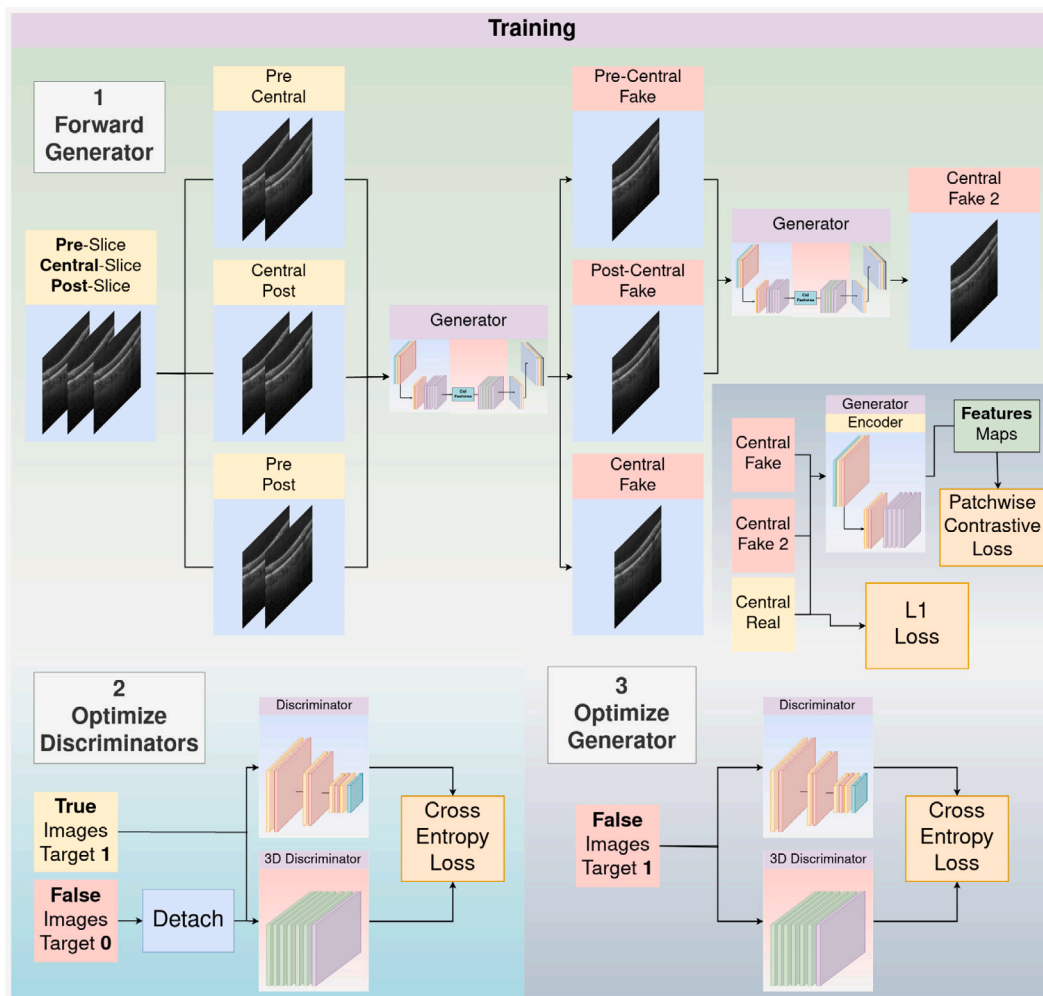 Training
1
Forward
Generator
Pre
Central
Pre-Central
Fake
Central
Fake 2
Pre-Slice
Central-Slice
Post-Slice
Central
Post
Post-Central
Fake
Generator
Generator
Cat
Features
Cat
Features
Pre
Post
Central
Fake
Central
Fake
Central
Fake 2
Central
Real
Generator
Encoder
Features
Maps
Patchwise
Contrastive
Loss
L1
Loss
2
Optimize
Discriminators
Discriminator
True
Images
Target 1
False
Images
Target 0
Detach
3D Discriminator
Cross
Entropy
Loss
3
Optimize
Generator
Discriminator
False
Images
Target 1
3D Discriminator
Cross
Entropy
Loss